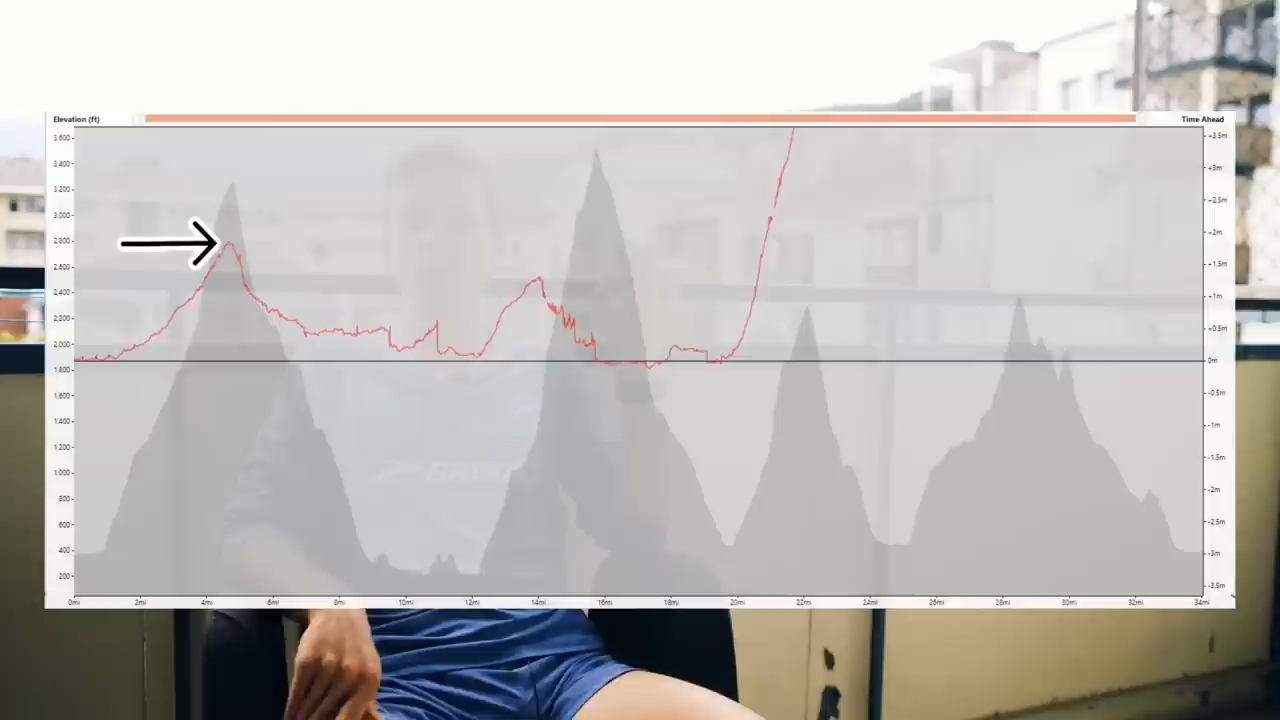 Elevation (ft)
Time Ahead
3,600
3,400
3,200
3,000
2,800
2,600
2,400
2,200
2,000
1,800
1,600
1,400
1,200
1,000
800
600
400
200
+3.5m
+3m
+2.5m
+2m
+1.5m
+1m
+0.5m
0m
-0.5m
-1m
-1.5m
-2m
-2.5m
-3m
-3.5m
0mi
2mi
4mi
6mi
8mi
10mi
12mi
14mi
16mi
18mi
20mi
22mi
24mi
26mi
28mi
30mi
32mi
34mi